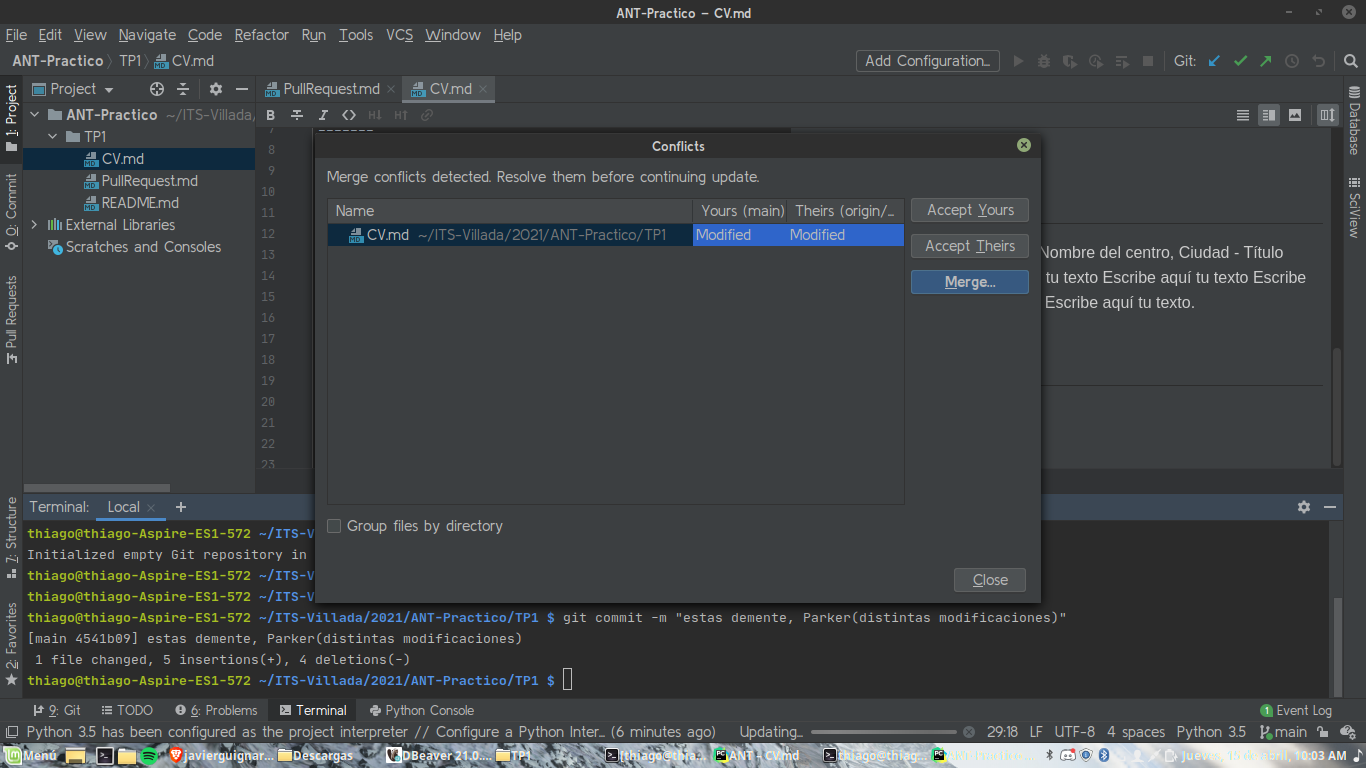 ANT-Practico – CV.md
File Edit View Navigate Code Refactor Run Tools VCS Window Help
ANT-Practico TP1 CV.md Add Configuration... Git:
1: Project
0: Commit
Pull Requests
7: Structure
2: Favorites
Project
ANT-Practico ~/ITS-Villada/
TP1
CV.md
PullRequest.md
README.md
External Libraries
Scratches and Consoles
PullRequest.md CV.md
7
8
9
10
11
12
13
14
15
16
17
18
19
20
21
22
23
Nombre del centro, Ciudad - Título
tu texto Escribe aquí tu texto Escribe
Escribe aquí tu texto.
Database
SciView
Conflicts
Merge conflicts detected. Resolve them before continuing update.
Name Yours (main) Theirs (origin/...
CV.md ~/ITS-Villada/2021/ANT-Practico/TP1 Modified Modified
Accept Yours
Accept Theirs
Merge...
Group files by directory
Close
Terminal: Local
thiago@thiago-Aspire-ES1-572 ~/ITS-V
Initialized empty Git repository in
thiago@thiago-Aspire-ES1-572 ~/ITS-V
thiago@thiago-Aspire-ES1-572 ~/ITS-V
thiago@thiago-Aspire-ES1-572 ~/ITS-Villada/2021/ANT-Practico/TP1 $ git commit -m "estas demente, Parker(distintas modificaciones)"
[main 4541b09] estas demente, Parker(distintas modificaciones)
1 file changed, 5 insertions(+), 4 deletions(-)
thiago@thiago-Aspire-ES1-572 ~/ITS-Villada/2021/ANT-Practico/TP1 $
9: Git TODO 6: Problems Terminal Python Console 1 Event Log
Python 3.5 has been configured as the project interpreter // Configure a Python Inter... (6 minutes ago) Updating... 29:18 LF UTF-8 4 spaces Python 3.5 main
Menú javierguignar... Descargas DBeaver 21.0.... TP1 [thiago@thia... ANT - CV.md thiago@thiag... jueves, 15 de abril, 10:03 AM